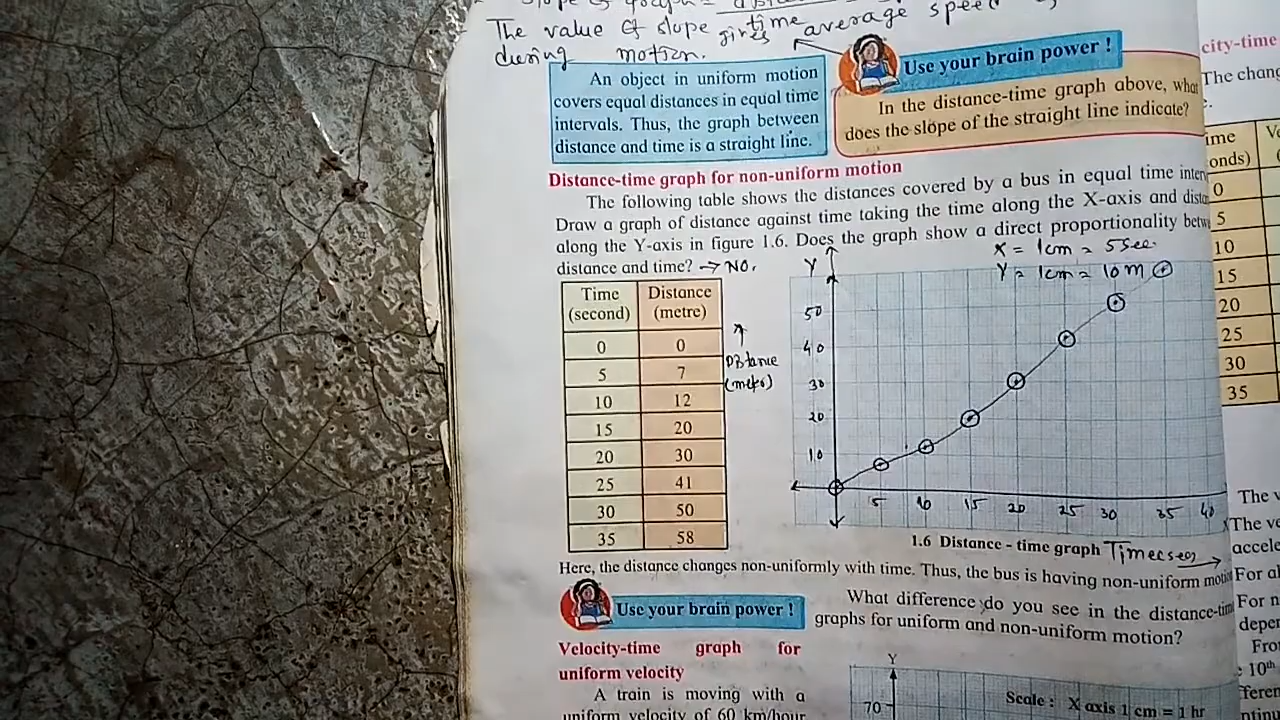 The value of slope gives average speed
time
during motion.
An object in uniform motion
covers equal distances in equal time
intervals. Thus, the graph between
distance and time is a straight line.
Use your brain power !
In the distance-time graph above, what
does the slope of the straight line indicate?
Distance-time graph for non-uniform motion
The following table shows the distances covered by a bus in equal time
Draw a graph of distance against time taking the time along the X-axis and
along the Y-axis in figure 1.6. Does the graph show a direct proportionality
distance and time? → NO.
X = 1cm = 5 sec.
Y = 1cm = 10 m
Time Distance
(second) (metre)
0 0
5 7
10 12
15 20
20 30
25 41
30 50
35 58
Distance
Y
50
40
30
20
10
5 10 15 20 25 30 35 40
1.6 Distance - time graph
Here, the distance changes non-uniformly with time. Thus, the bus is having non-uniform
Use your brain power !
What difference do you see in the
graphs for uniform and non-uniform motion?
Velocity-time graph for
uniform velocity
A train is moving with a
uniform velocity of 60 km/hour
Y
70
Scale : X axis 1 cm = 1 hr
city-time
The
0
5
10
15
20
25
30
35
The
The
For
For
10th